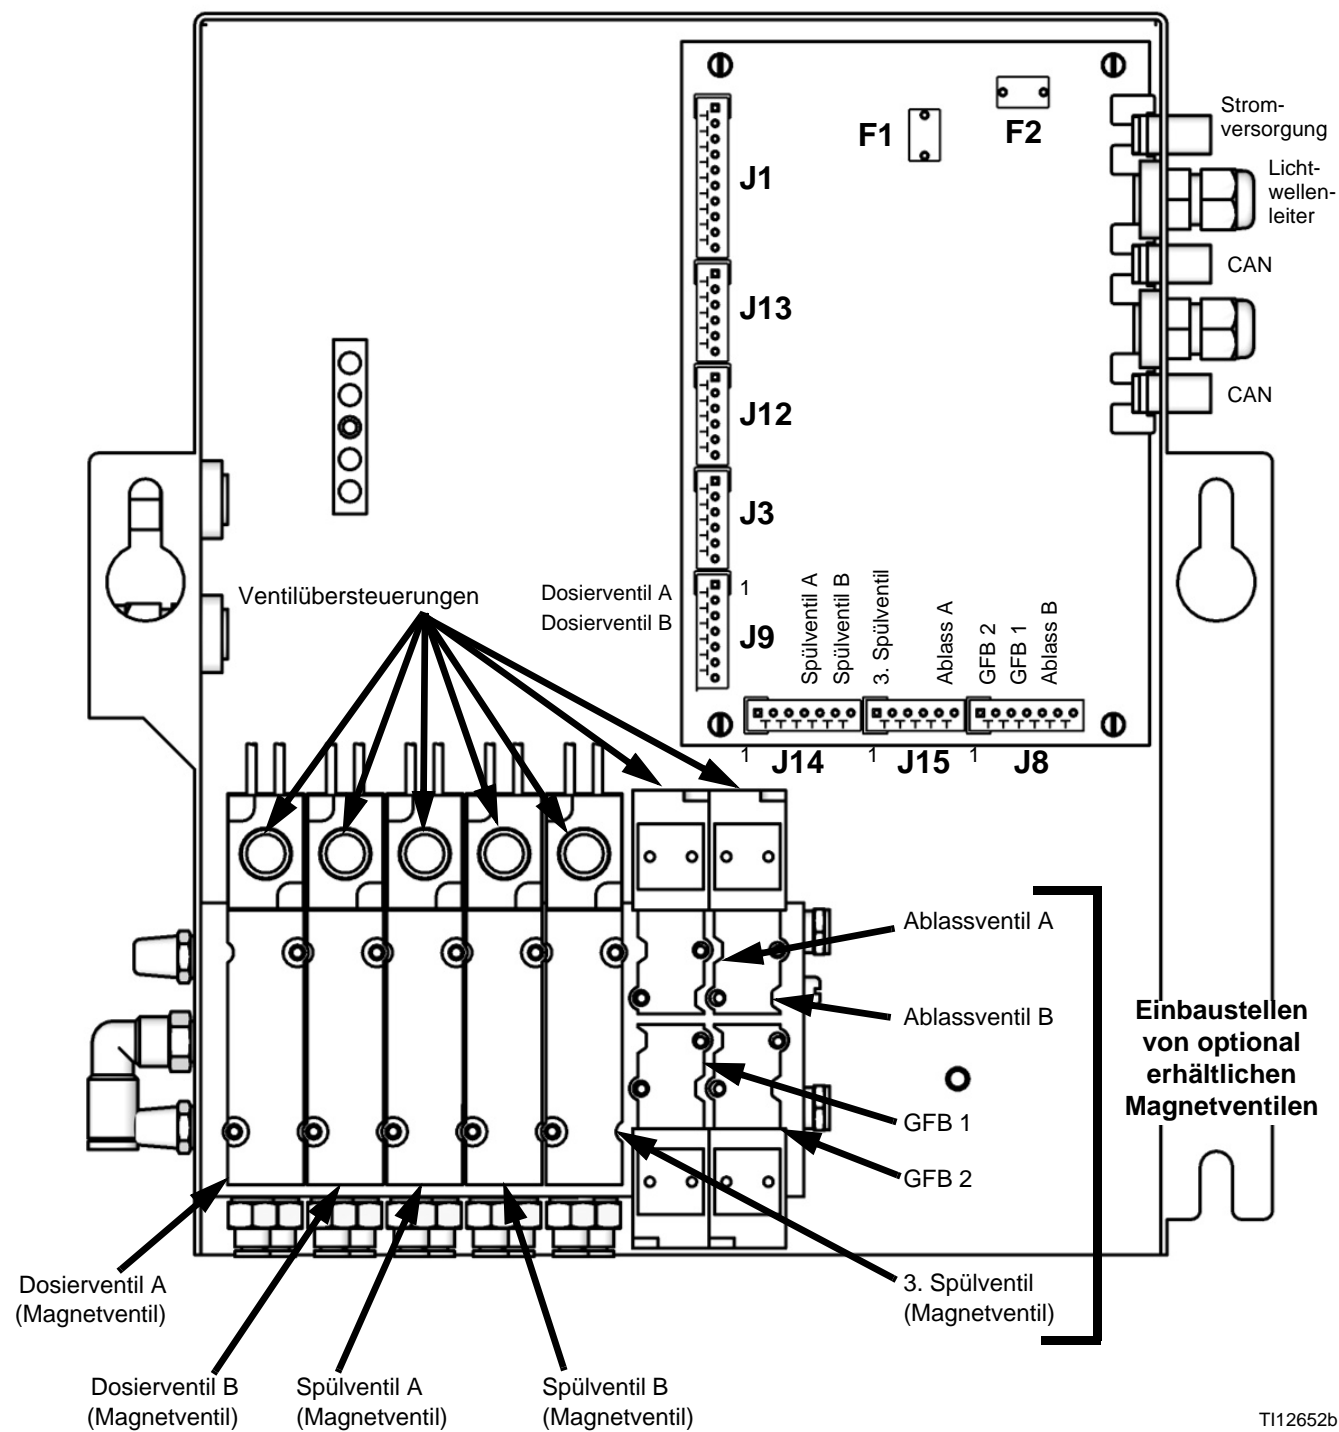 F1
F2
Strom-
versorgung
Licht-
wellen-
leiter
CAN
CAN
J1
J13
J12
J3
J9
1
Ventilübersteuerungen
Dosierventil A
Dosierventil B
Spülventil A
Spülventil B
3. Spülventil
Ablass A
GFB 2
GFB 1
Ablass B
1
J14
1
J15
1
J8
Ablassventil A
Ablassventil B
GFB 1
GFB 2
Einbaustellen
von optional
erhältlichen
Magnetventilen
3. Spülventil
(Magnetventil)
Dosierventil A
(Magnetventil)
Dosierventil B
(Magnetventil)
Spülventil A
(Magnetventil)
Spülventil B
(Magnetventil)
TI12652b